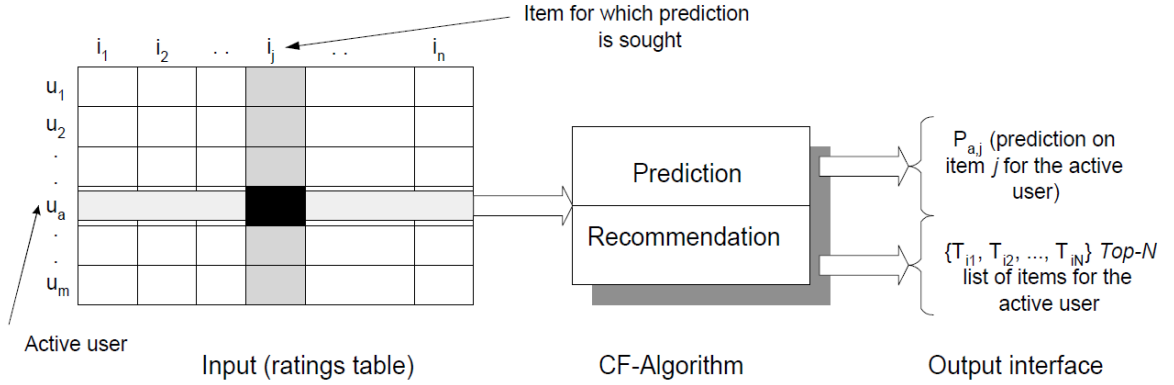 Item for which prediction
is sought
i1 i2 . . ij . . in
u1
u2
.
.
ua
.
.
um
Active user
Input (ratings table)
Prediction
Recommendation
CF-Algorithm
Pa,j (prediction on
item j for the active
user)
{Ti1, Ti2, ..., TiN} Top-N
list of items for the
active user
Output interface